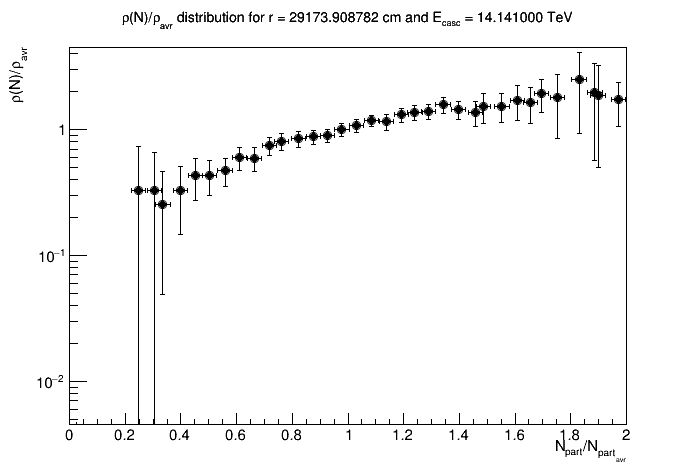 ρ(N)/ρavr distribution for r = 29173.908782 cm and Ecasc = 14.141000 TeV
ρ(N)/ρavr
1
10−1
10−2
0 0.2 0.4 0.6 0.8 1 1.2 1.4 1.6 1.8 2
Npart/Npartavr